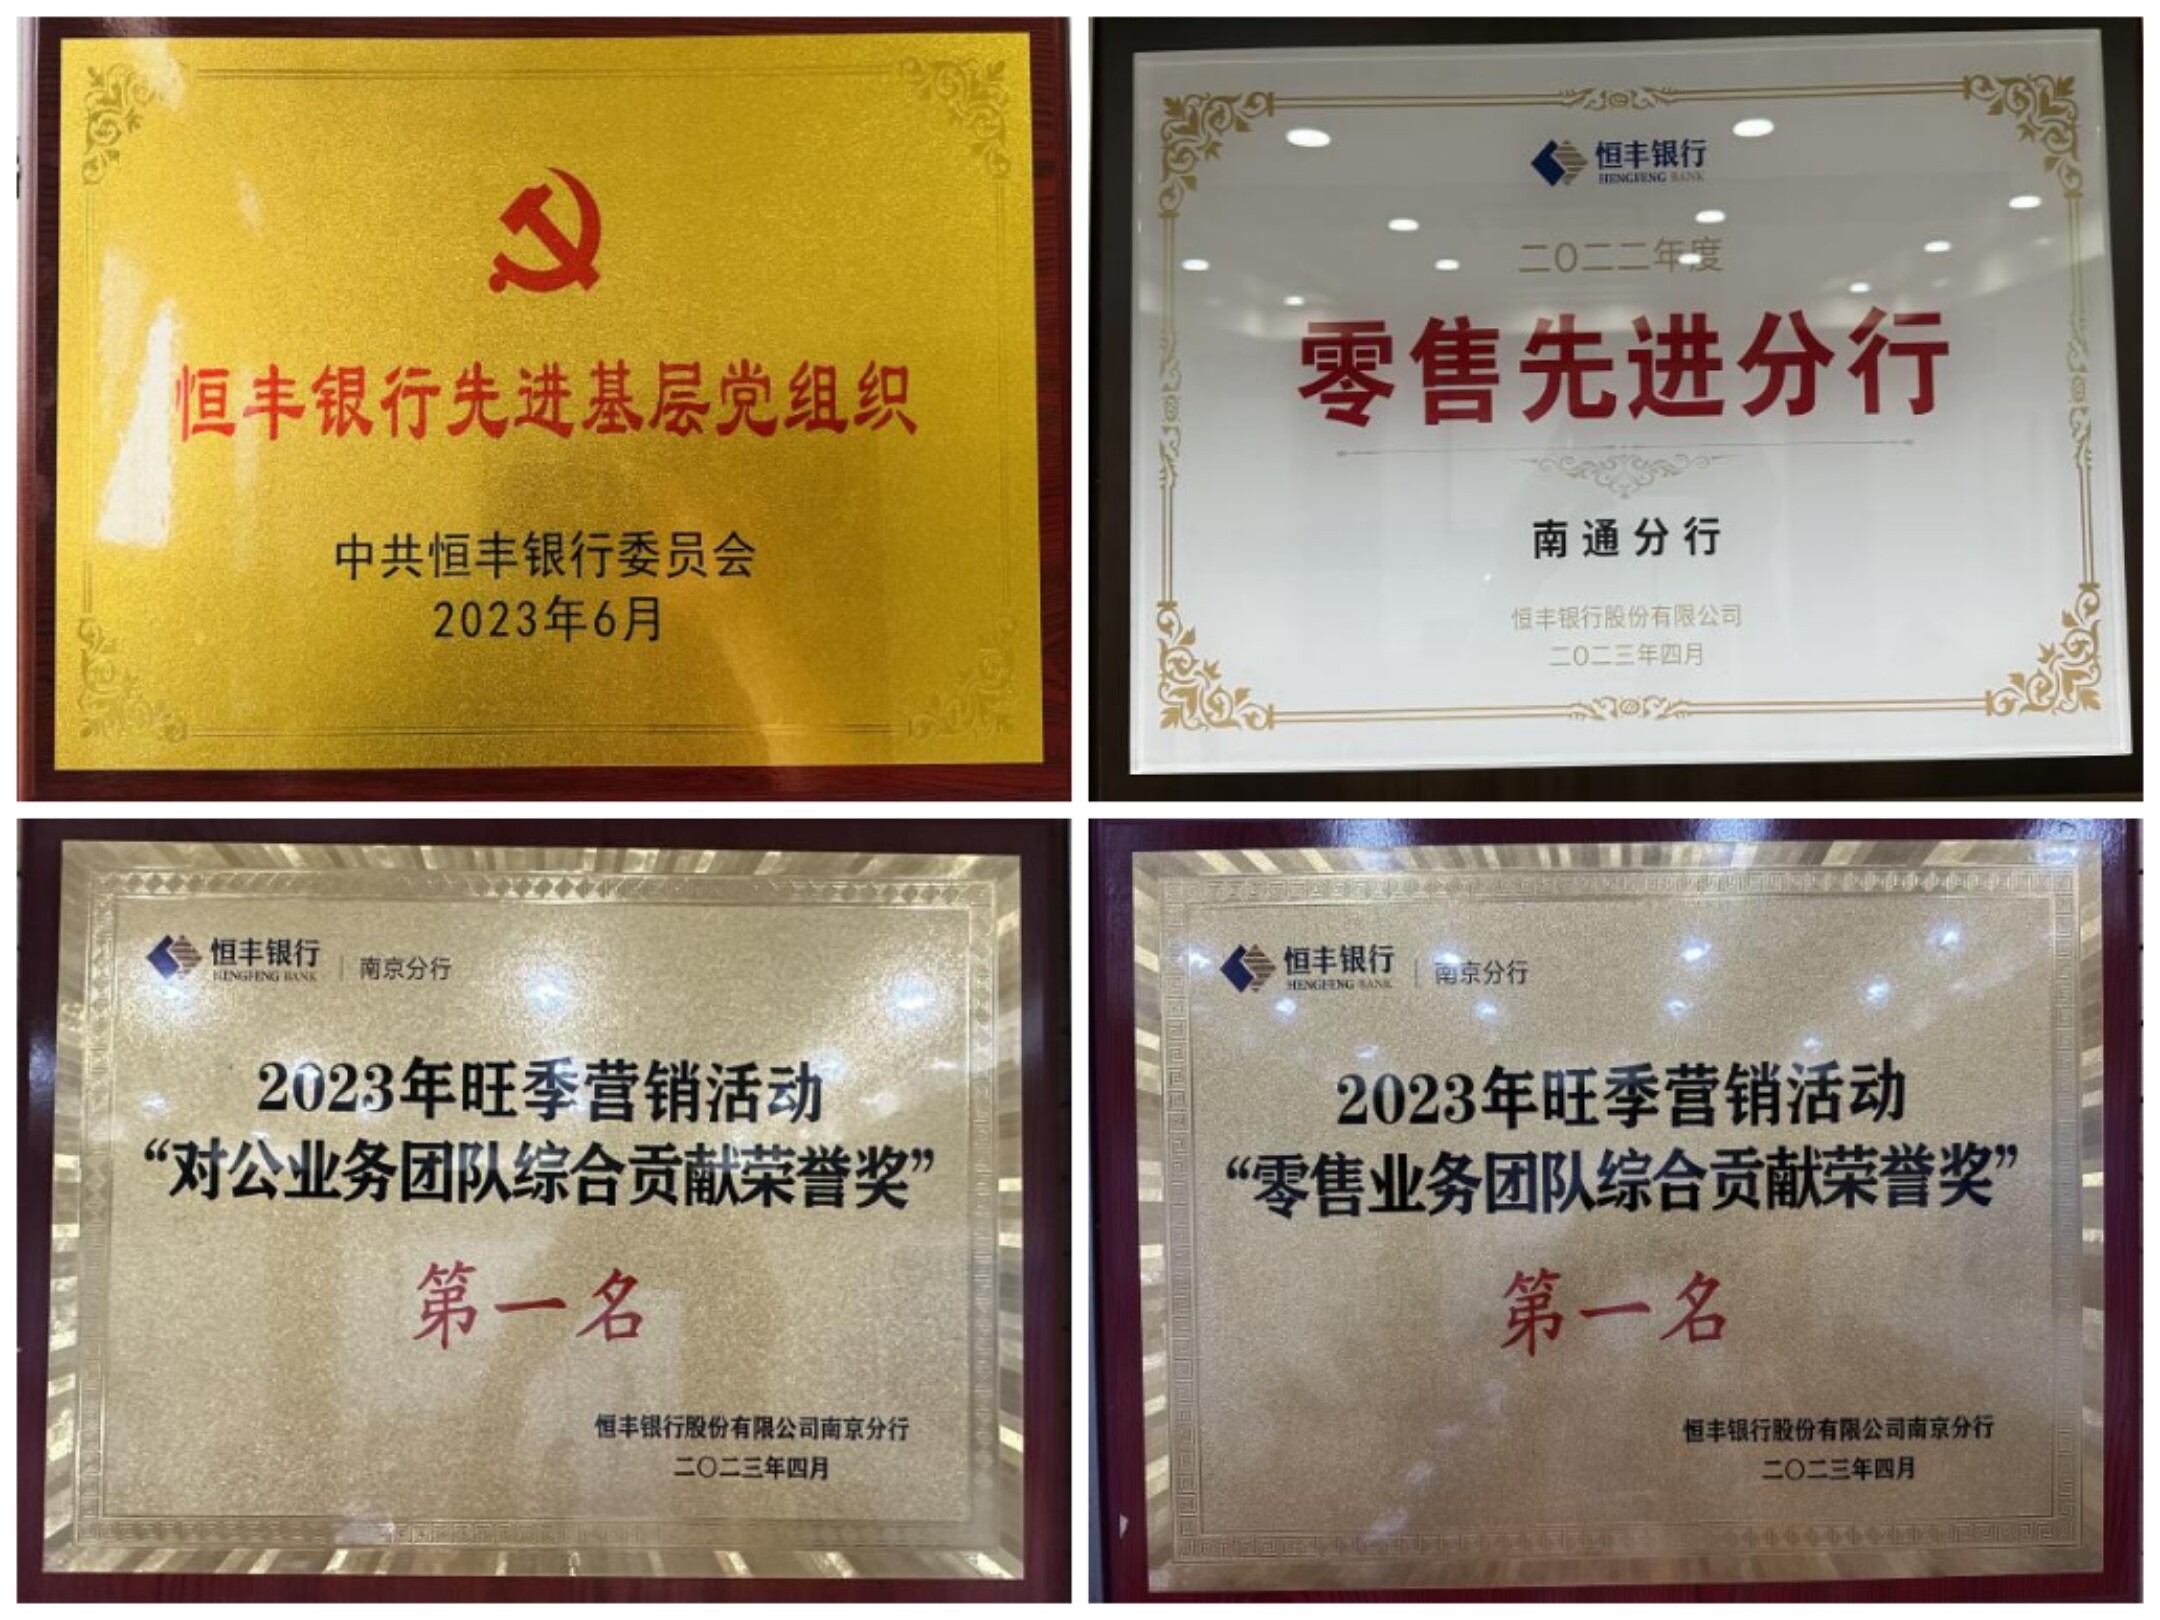 恒丰银行先进基层党组织
中共恒丰银行委员会
2023年6月
恒丰银行
HENGFENG BANK
二〇二二年度
零售先进分行
南通分行
恒丰银行股份有限公司
二〇二三年四月
恒丰银行
HENGFENG BANK
南京分行
2023年旺季营销活动
“对公业务团队综合贡献荣誉奖”
第一名
恒丰银行股份有限公司南京分行
二〇二三年四月
恒丰银行
HENGFENG BANK
南京分行
2023年旺季营销活动
“零售业务团队综合贡献荣誉奖”
第一名
恒丰银行股份有限公司南京分行
二〇二三年四月